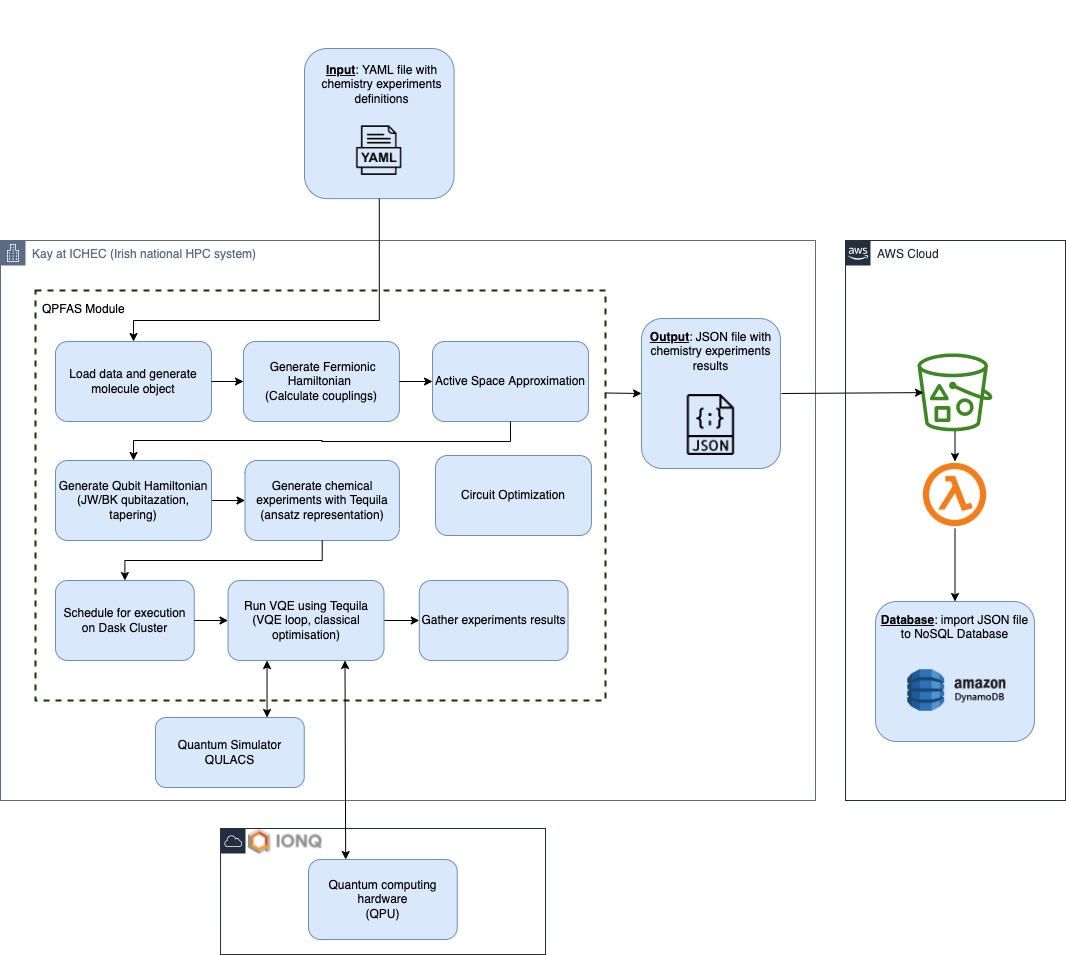 Input: YAML file with
chemistry experiments
definitions
YAML
Kay at ICHEC (Irish national HPC system)
aws
AWS Cloud
QPFAS Module
Load data and generate
molecule object
Generate Fermionic
Hamiltonian
(Calculate couplings)
Active Space Approximation
Output: JSON file with
chemistry experiments
results
{;}
JSON
Generate Qubit Hamiltonian
(JW/BK qubitazation,
tapering)
Generate chemical
experiments with Tequila
(ansatz representation)
Circuit Optimization
λ
Schedule for execution
on Dask Cluster
Run VQE using Tequila
(VQE loop, classical
optimisation)
Gather experiments results
Database: import JSON file
to NoSQL Database
amazon
DynamoDB
Quantum Simulator
QULACS
IONQ
Quantum computing
hardware
(QPU)